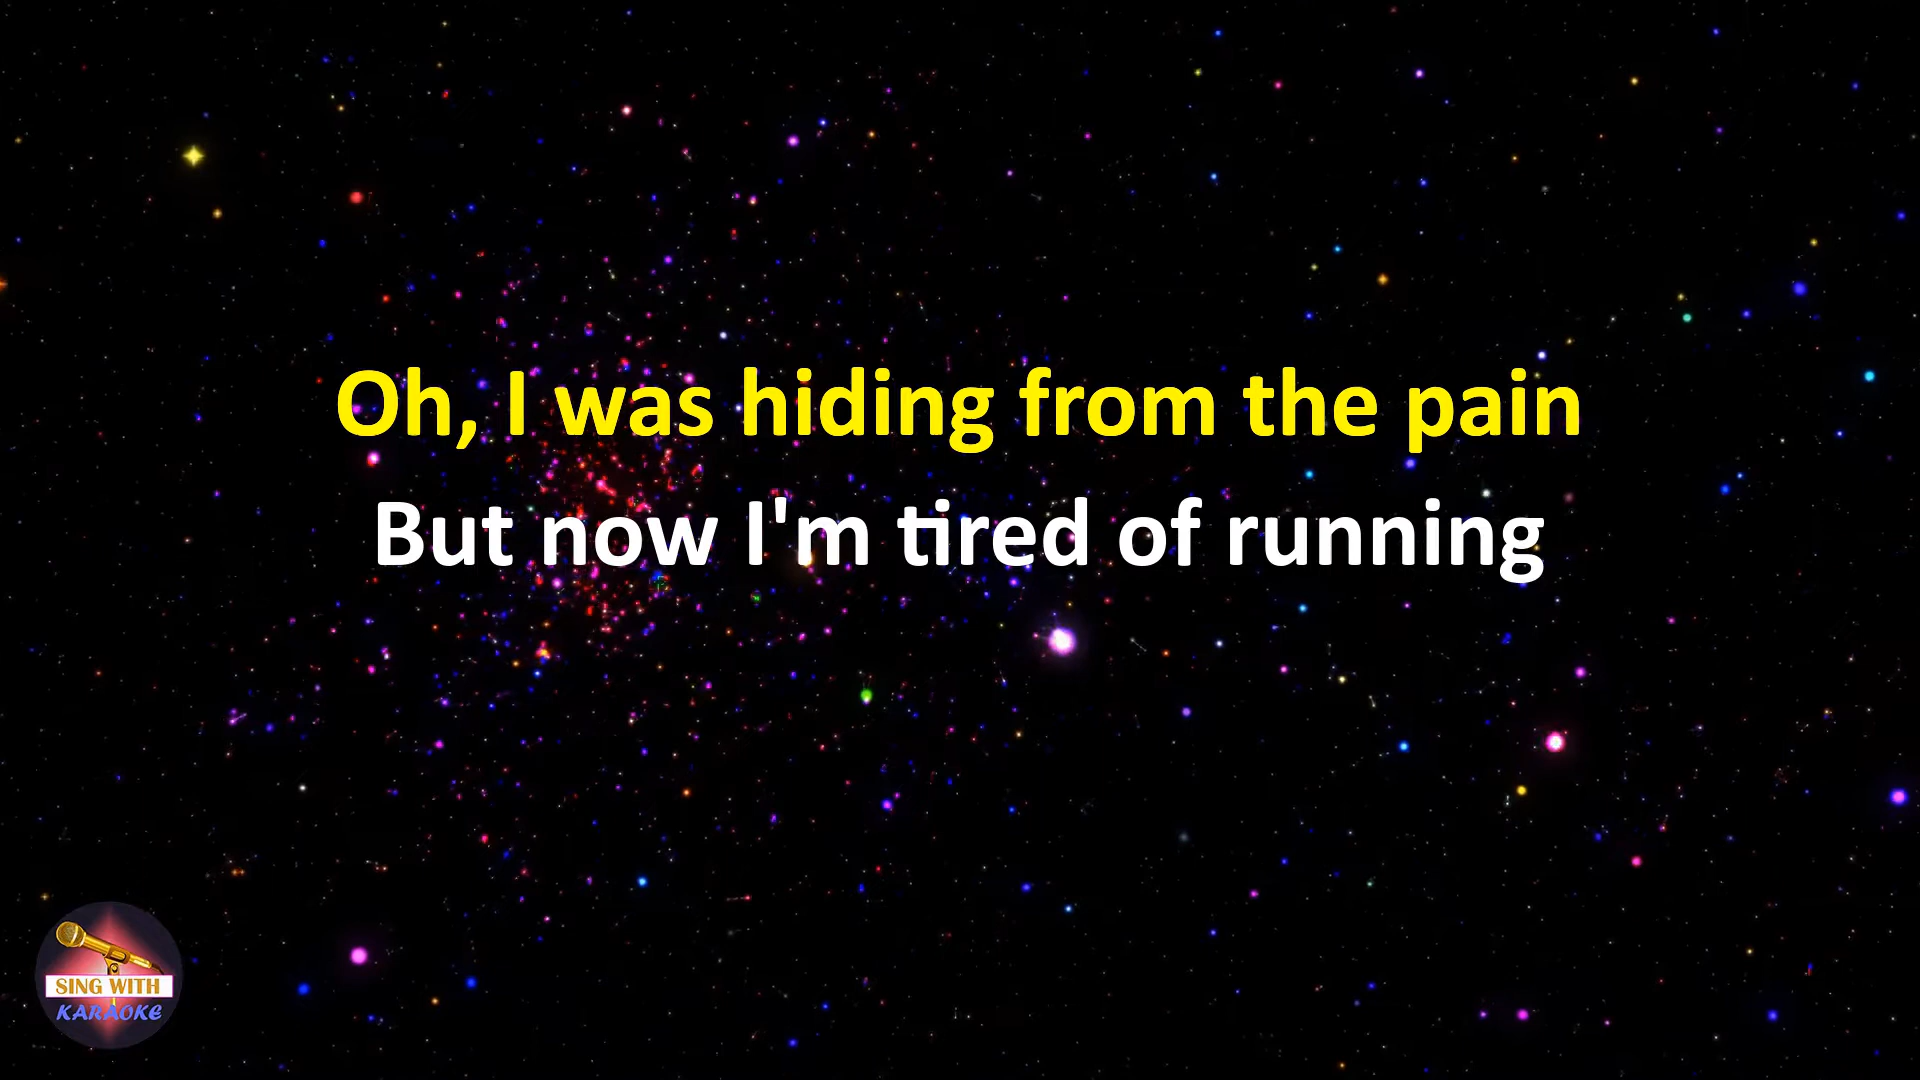 Oh, I was hiding from the pain
But now I'm tired of running
SING WITH
KARAOKE